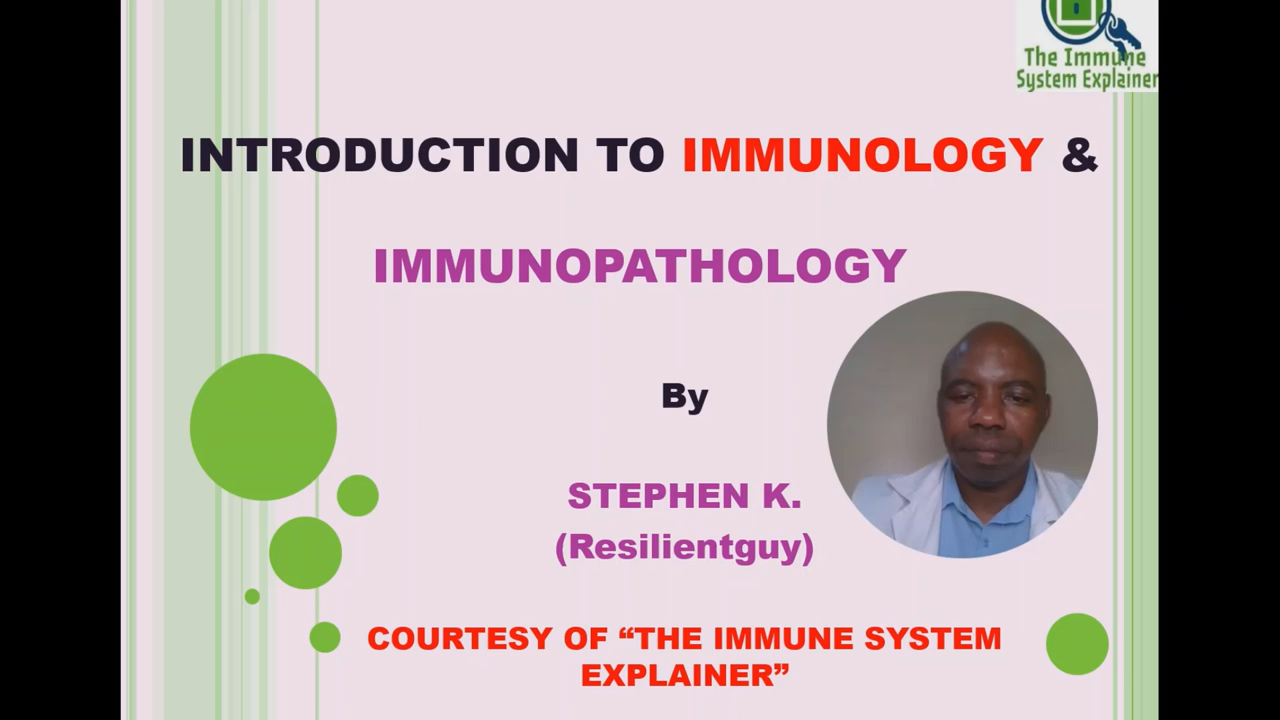 The Immune
System Explainer
INTRODUCTION TO IMMUNOLOGY &
IMMUNOPATHOLOGY
By
STEPHEN K.
(Resilientguy)
COURTESY OF “THE IMMUNE SYSTEM
EXPLAINER”